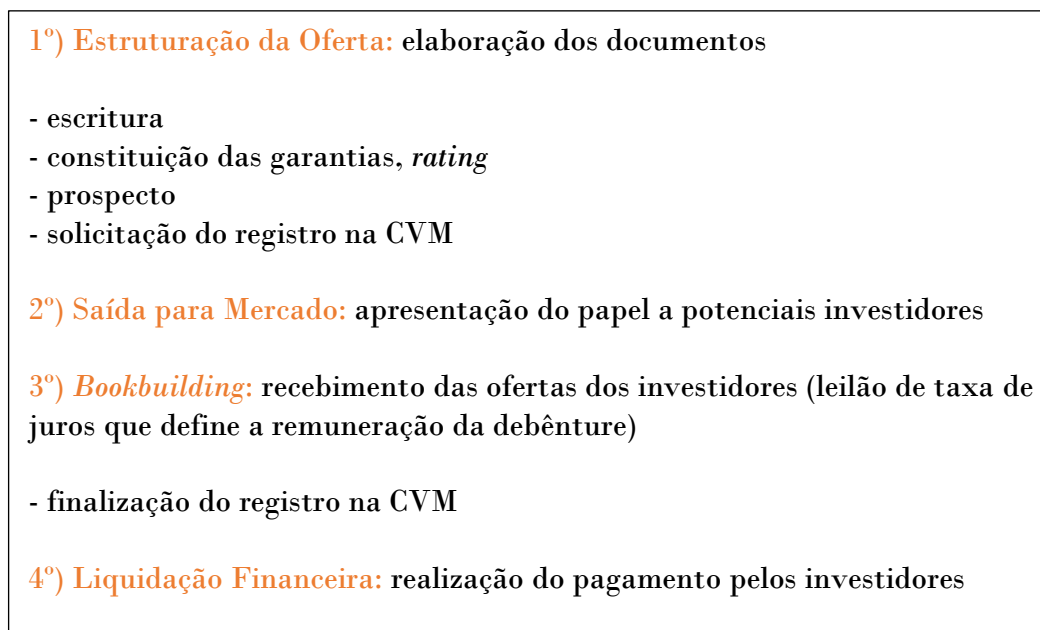 1º) Estruturação da Oferta: elaboração dos documentos
- escritura
- constituição das garantias, rating
- prospecto
- solicitação do registro na CVM
2º) Saída para Mercado: apresentação do papel a potenciais investidores
3º) Bookbuilding: recebimento das ofertas dos investidores (leilão de taxa de
juros que define a remuneração da debênture)
- finalização do registro na CVM
4º) Liquidação Financeira: realização do pagamento pelos investidores